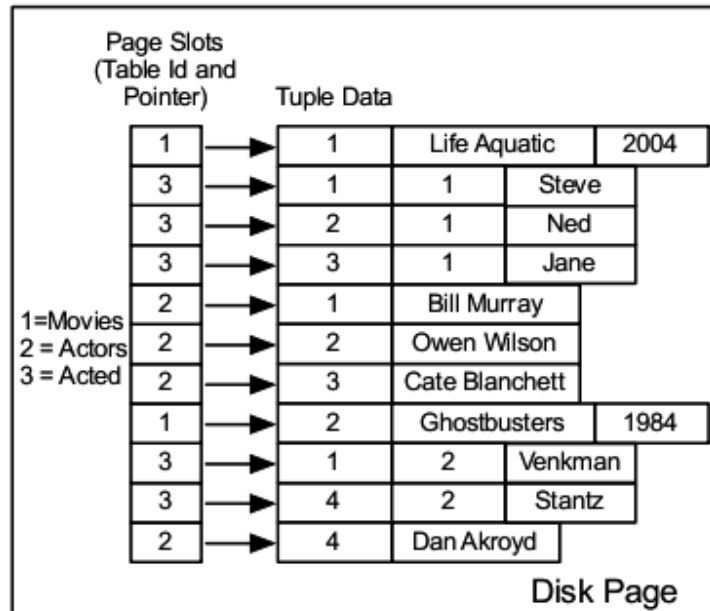 Page Slots
(Table Id and
Pointer)
Tuple Data
1 1 Life Aquatic 2004
3 1 1 Steve
3 2 1 Ned
3 3 1 Jane
2 1 Bill Murray
1=Movies
2 = Actors
3 = Acted
2 2 Owen Wilson
2 3 Cate Blanchett
1 2 Ghostbusters 1984
3 1 2 Venkman
3 4 2 Stantz
2 4 Dan Akroyd
Disk Page